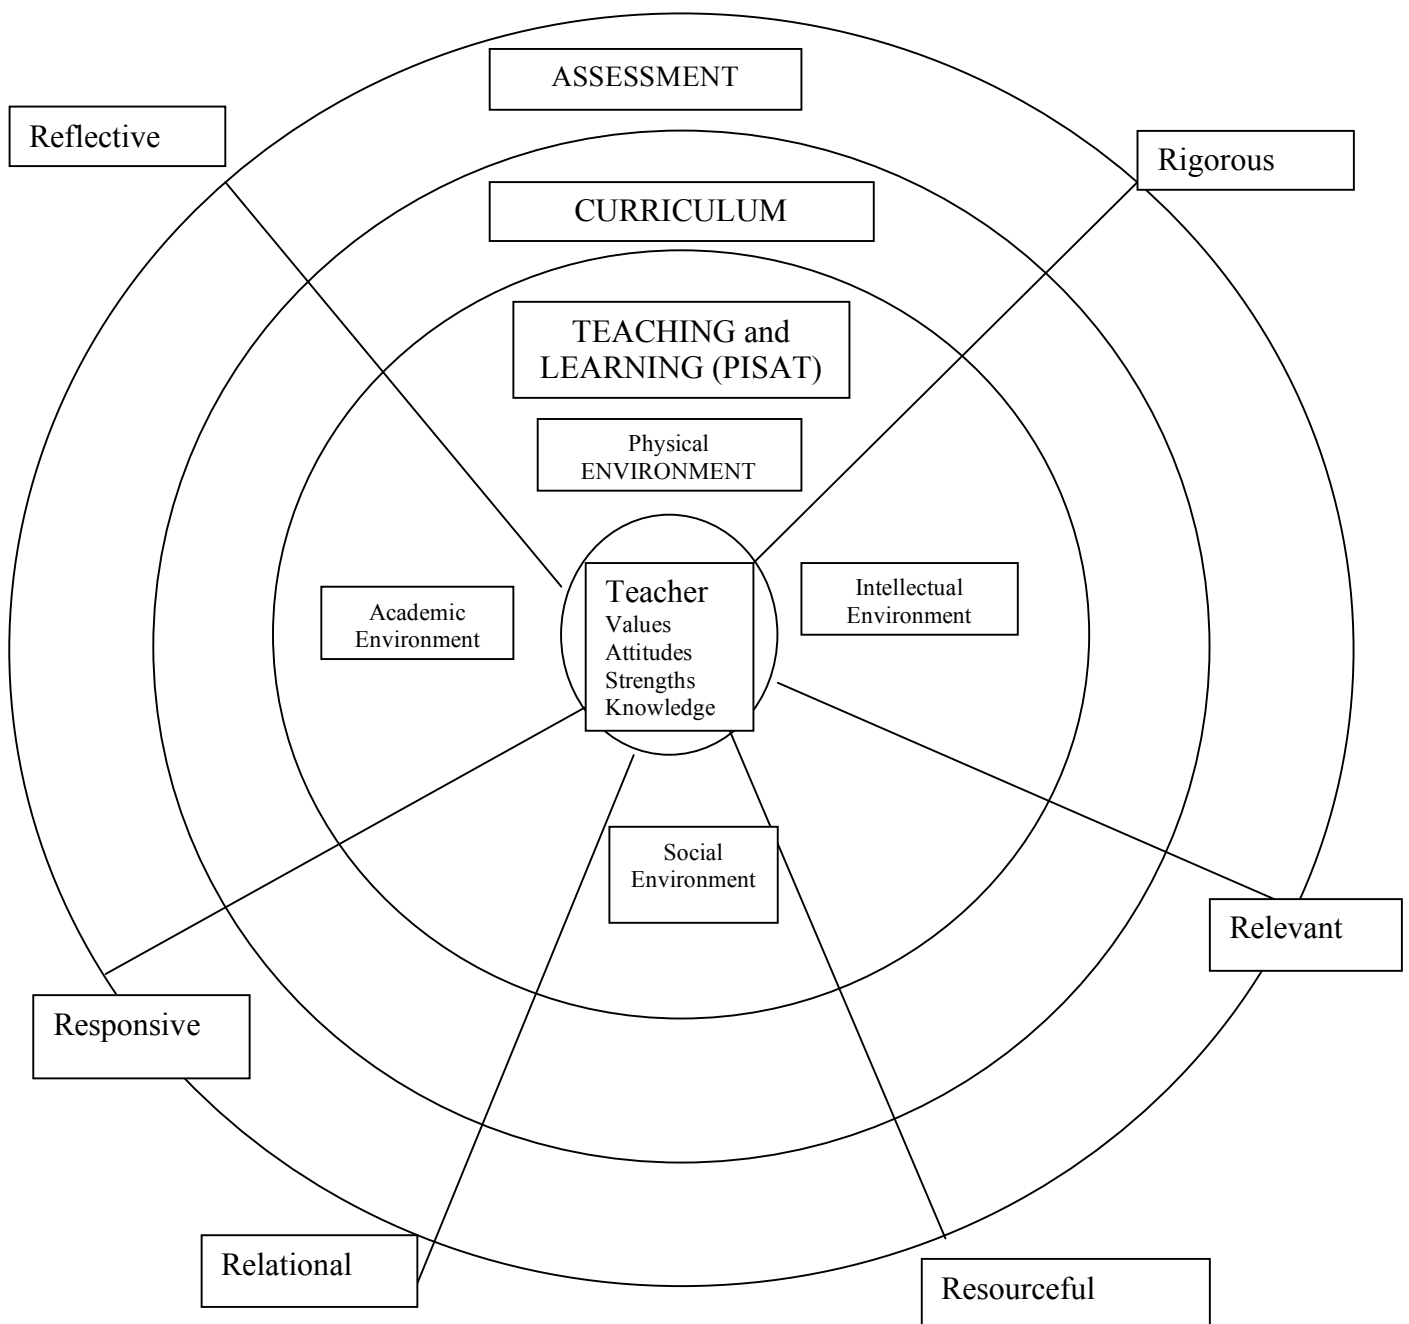 ASSESSMENT
Reflective
Rigorous
CURRICULUM
TEACHING and
LEARNING (PISAT)
Physical
ENVIRONMENT
Academic
Environment
Teacher
Values
Attitudes
Strengths
Knowledge
Intellectual
Environment
Social
Environment
Relevant
Responsive
Relational
Resourceful